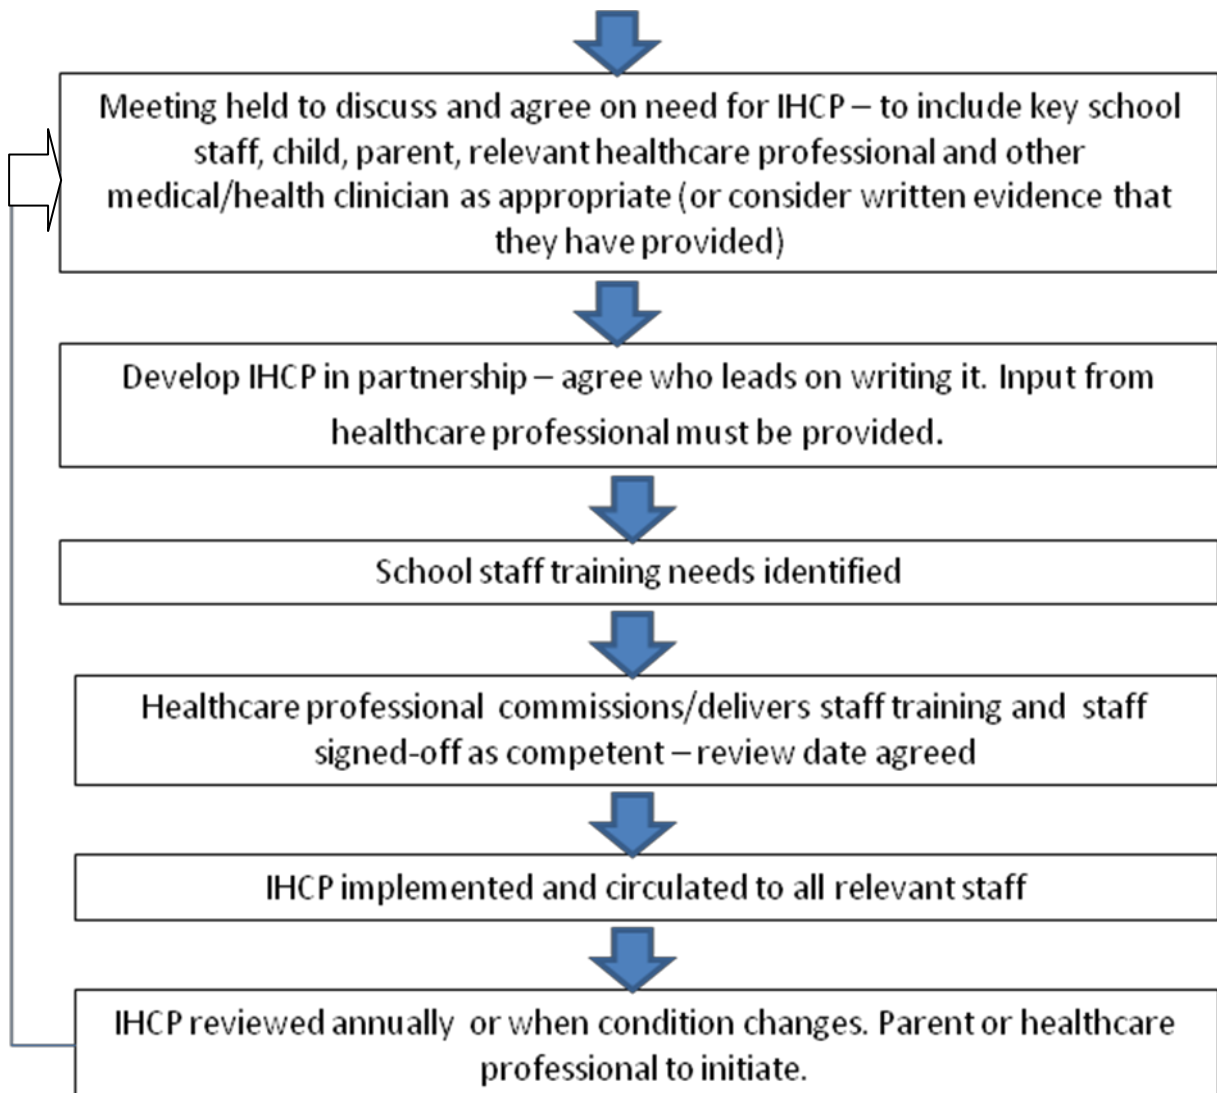 Meeting held to discuss and agree on need for IHCP – to include key school
staff, child, parent, relevant healthcare professional and other
medical/health clinician as appropriate (or consider written evidence that
they have provided)
Develop IHCP in partnership – agree who leads on writing it. Input from
healthcare professional must be provided.
School staff training needs identified
Healthcare professional commissions/delivers staff training and staff
signed-off as competent – review date agreed
IHCP implemented and circulated to all relevant staff
IHCP reviewed annually or when condition changes. Parent or healthcare
professional to initiate.